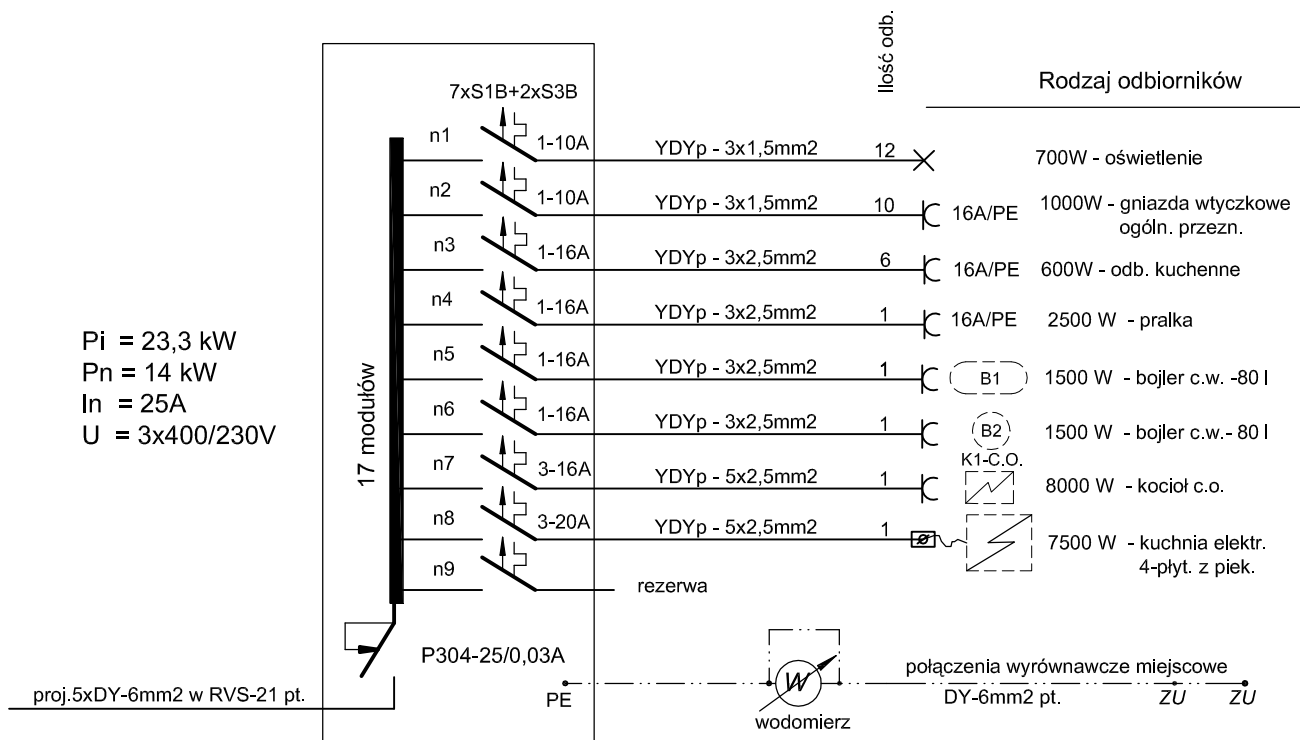 Ilość odb.
Rodzaj odbiorników
7xS1B+2xS3B
n1 1-10A YDYp - 3x1,5mm2 12 700W - oświetlenie
n2 1-10A YDYp - 3x1,5mm2 10 16A/PE 1000W - gniazda wtyczkowe
ogóln. przezn.
n3 1-16A YDYp - 3x2,5mm2 6 16A/PE 600W - odb. kuchenne
n4 1-16A YDYp - 3x2,5mm2 1 16A/PE 2500 W - pralka
n5 1-16A YDYp - 3x2,5mm2 1 B1 1500 W - bojler c.w. -80 l
n6 1-16A YDYp - 3x2,5mm2 1 B2 1500 W - bojler c.w.- 80 l
K1-C.O.
n7 3-16A YDYp - 5x2,5mm2 1 8000 W - kocioł c.o.
n8 3-20A YDYp - 5x2,5mm2 1 7500 W - kuchnia elektr.
4-płyt. z piek.
n9 rezerwa
Pi = 23,3 kW
Pn = 14 kW
In = 25A
U = 3x400/230V
17 modułów
P304-25/0,03A
proj.5xDY-6mm2 w RVS-21 pt.
PE
W
wodomierz
połączenia wyrównawcze miejscowe
DY-6mm2 pt.
ZU ZU